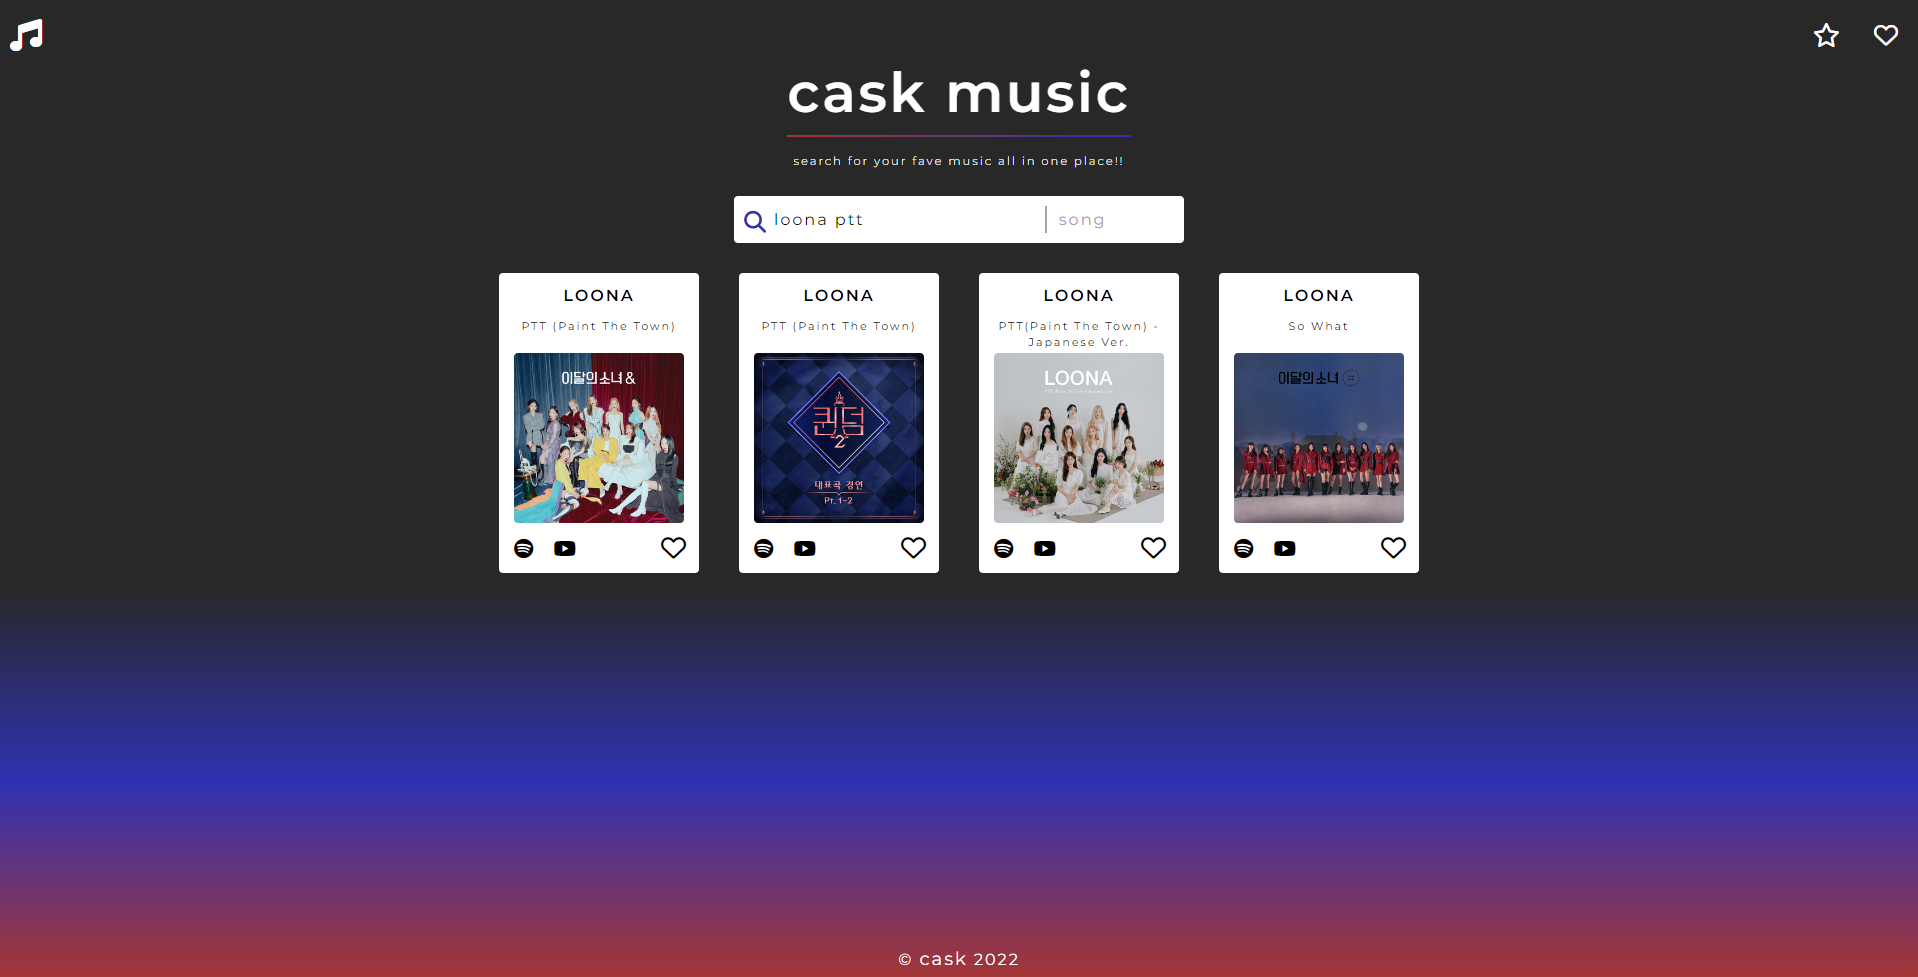 cask music
search for your fave music all in one place!!
loona ptt
song
LOONA
PTT (Paint The Town)
이달의 소녀 &
LOONA
PTT (Paint The Town)
퀸덤
2
대표곡 경연
Pt. 1-2
LOONA
PTT(Paint The Town) -
Japanese Ver.
LOONA
LOONA
So What
이달의 소녀
© cask 2022